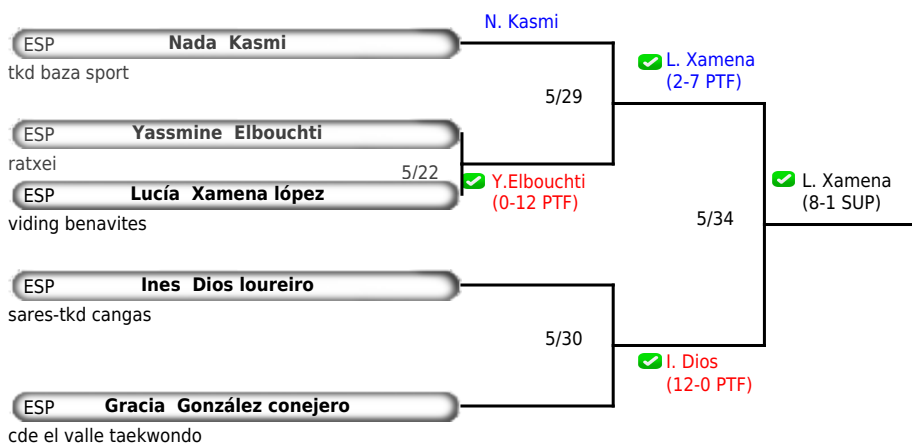 N. Kasmi
ESP Nada Kasmi
tkd baza sport
L. Xamena
(2-7 PTF)
5/29
ESP Yassmine Elbouchti
ratxei
5/22
Y.Elbouchti
(0-12 PTF)
ESP Lucía Xamena lópez
viding benavites
L. Xamena
(8-1 SUP)
5/34
ESP Ines Dios loureiro
sares-tkd cangas
5/30
I. Dios
(12-0 PTF)
ESP Gracia González conejero
cde el valle taekwondo